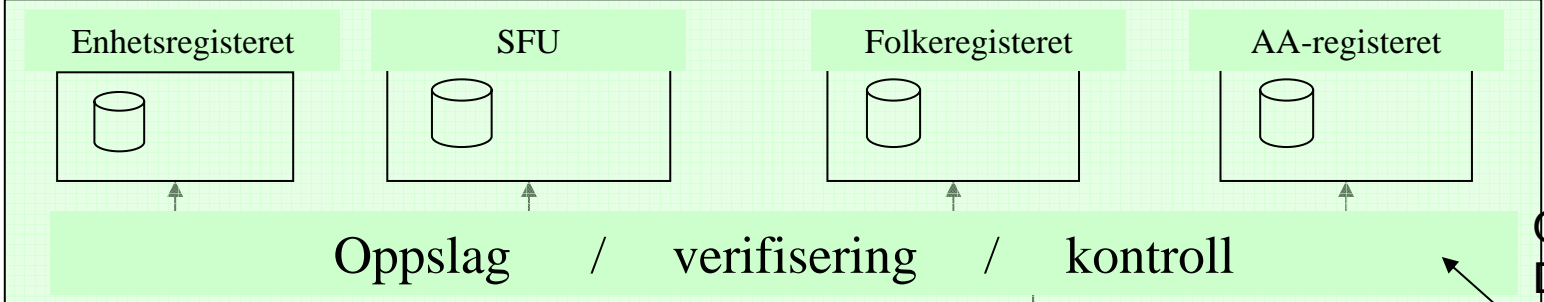 Enhetsregisteret SFU Folkeregisteret AA-registeret
Oppslag / verifisering / kontroll